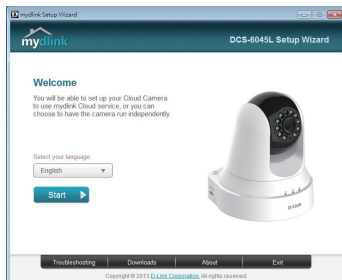 mydlink Setup Wizard
mydlink
DCS-6045L Setup Wizard
Welcome
You will be able to set up your Cloud Camera
to use mydlink Cloud service, or you can
choose to have the camera run independently.
Select your language:
English
Start
D-Link
Troubleshooting Downloads About Exit
Copyright © 2013 D-Link Corporation. All rights reserved.